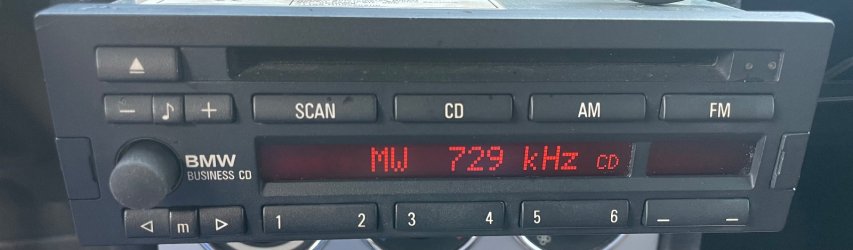 SCAN CD AM FM
BMW
BUSINESS CD
MW 729 kHz CD
m 1 2 3 4 5 6